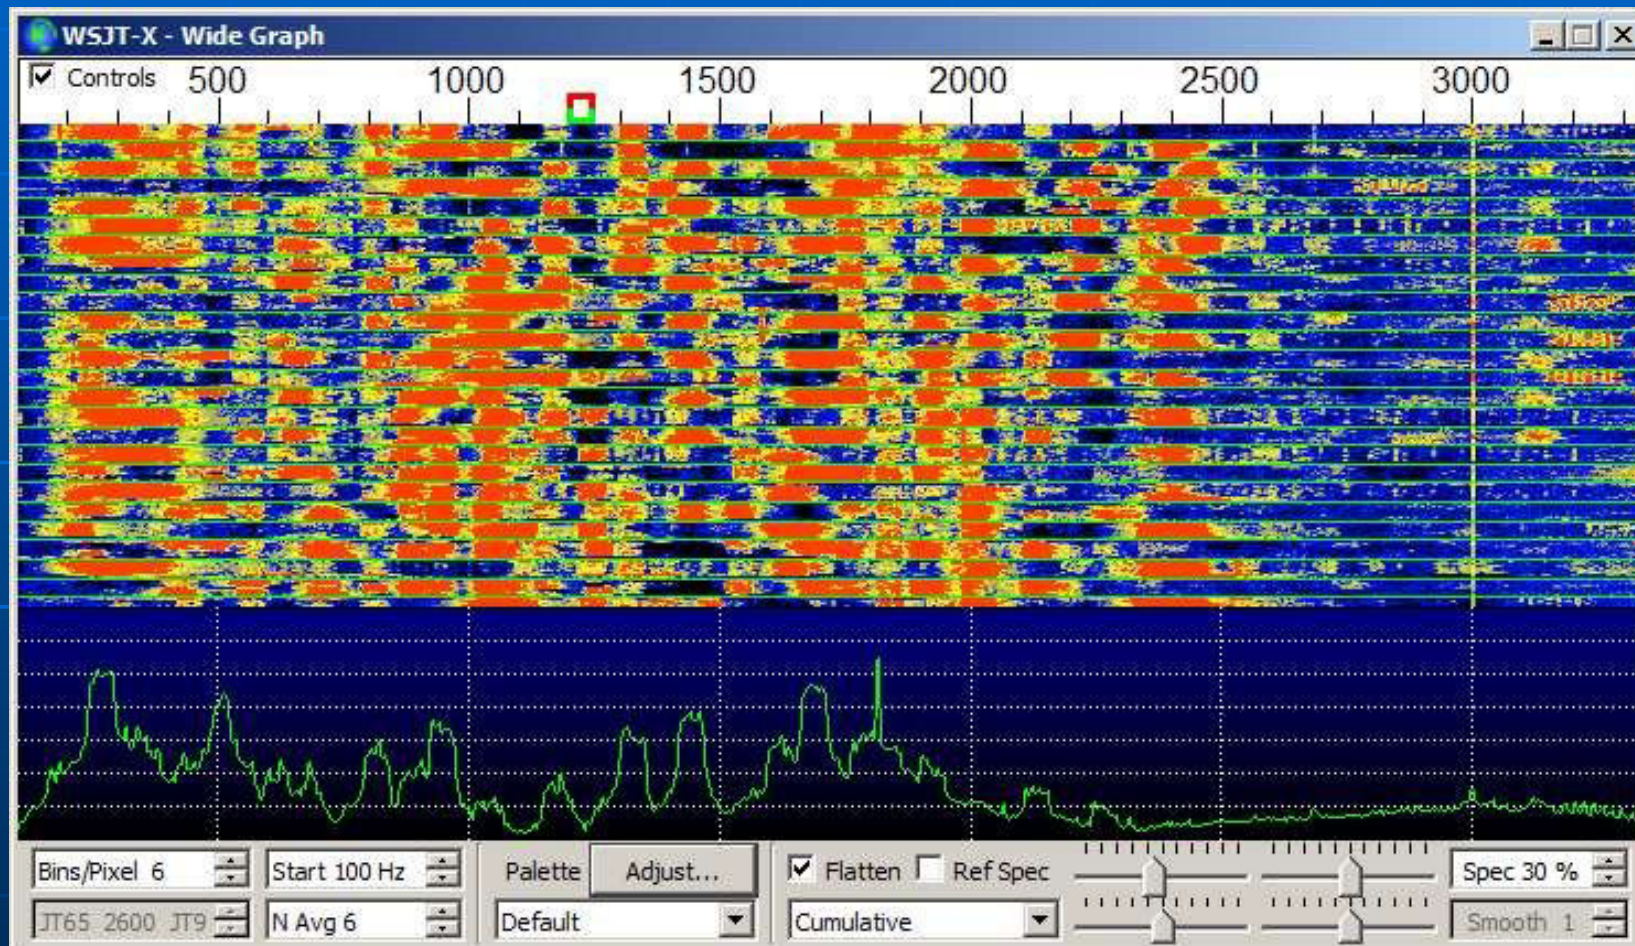 WSJT-X - Wide Graph
Controls 500 1000 1500 2000 2500 3000
Bins/Pixel 6 Start 100 Hz Palette Adjust... Flatten Ref Spec Spec 30 %
JT65 2600 JT9 N Avg 6 Default Cumulative Smooth 1